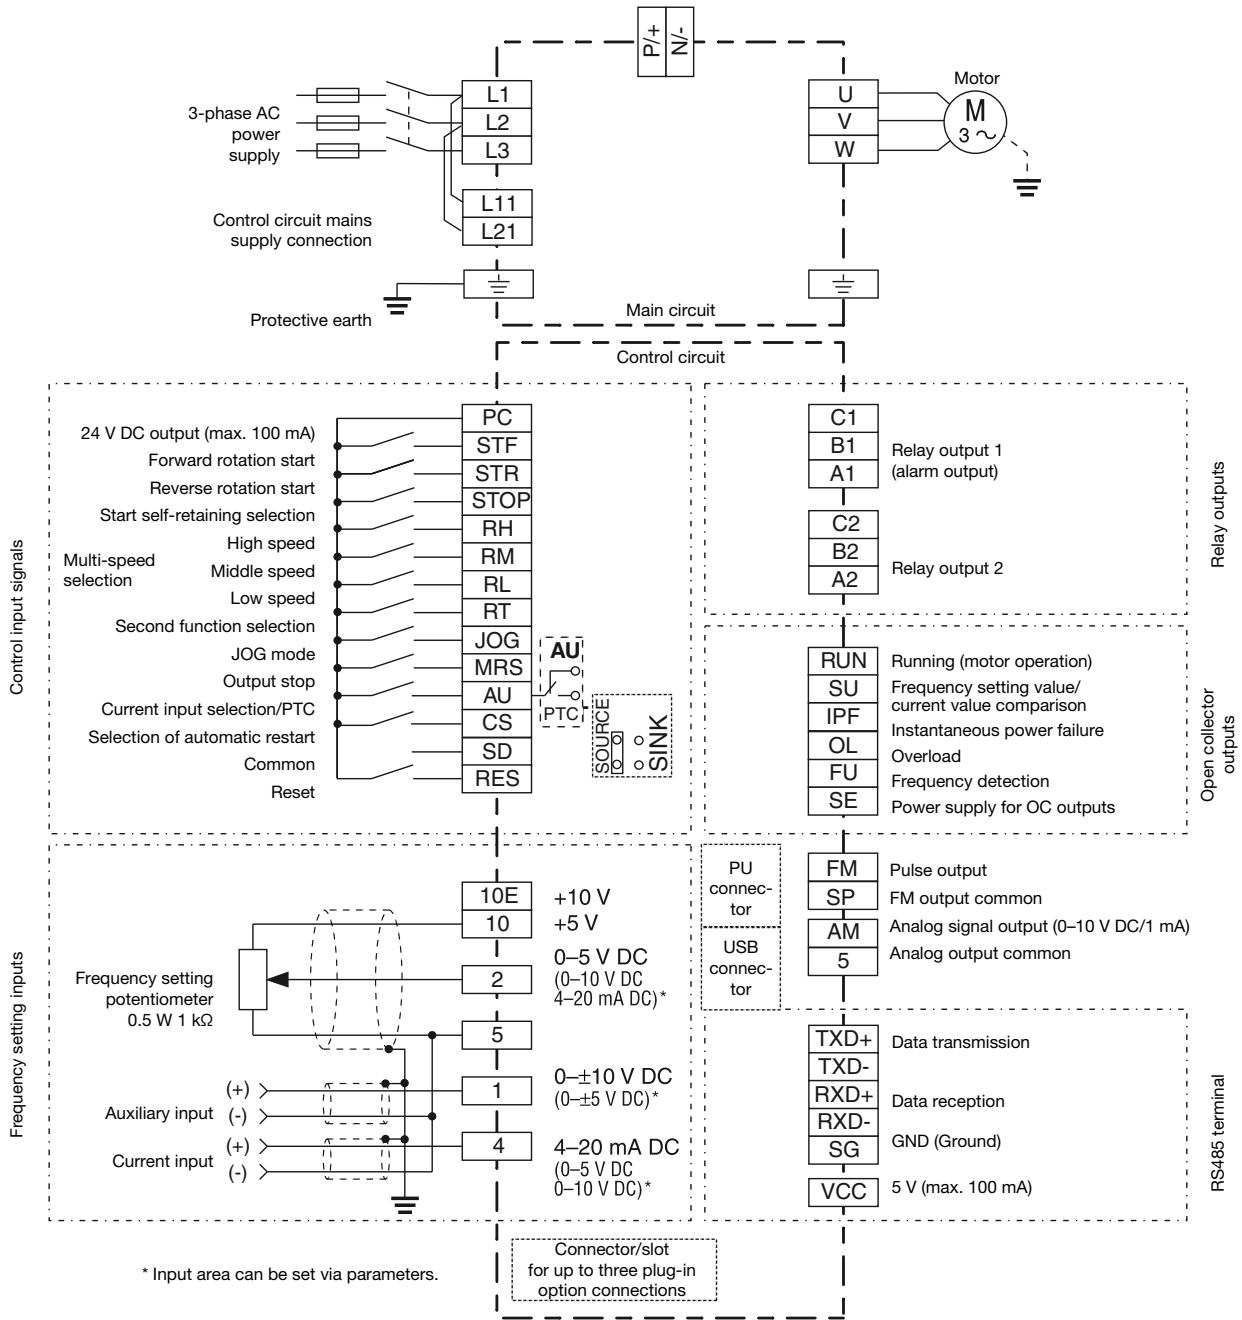 P/+
N/-
3-phase AC
power
supply
L1
L2
L3
U
V
W
Motor
M
3 ~
Control circuit mains
supply connection
L11
L21
Protective earth
Main circuit
Control circuit
Control input signals
24 V DC output (max. 100 mA)
Forward rotation start
Reverse rotation start
Start self-retaining selection
Multi-speed
selection
High speed
Middle speed
Low speed
Second function selection
JOG mode
Output stop
Current input selection/PTC
Selection of automatic restart
Common
Reset
PC
STF
STR
STOP
RH
RM
RL
RT
JOG
MRS
AU
CS
SD
RES
AU
PTC
SOURCE
SINK
C1
B1
A1
Relay output 1
(alarm output)
C2
B2
A2
Relay output 2
Relay outputs
RUN
SU
IPF
OL
FU
SE
Running (motor operation)
Frequency setting value/
current value comparison
Instantaneous power failure
Overload
Frequency detection
Power supply for OC outputs
Open collector
outputs
Frequency setting inputs
Frequency setting
potentiometer
0.5 W 1 kΩ
10E
+10 V
10
+5 V
2
0–5 V DC
(0–10 V DC
4–20 mA DC)*
5
Auxiliary input
(+)
(-)
1
0–±10 V DC
(0–±5 V DC)*
Current input
(+)
(-)
4
4–20 mA DC
(0–5 V DC
0–10 V DC)*
PU
connec-
tor
USB
connec-
tor
FM
SP
AM
5
Pulse output
FM output common
Analog signal output (0–10 V DC/1 mA)
Analog output common
TXD+
TXD-
RXD+
RXD-
SG
VCC
Data transmission
Data reception
GND (Ground)
5 V (max. 100 mA)
RS485 terminal
* Input area can be set via parameters.
Connector/slot
for up to three plug-in
option connections